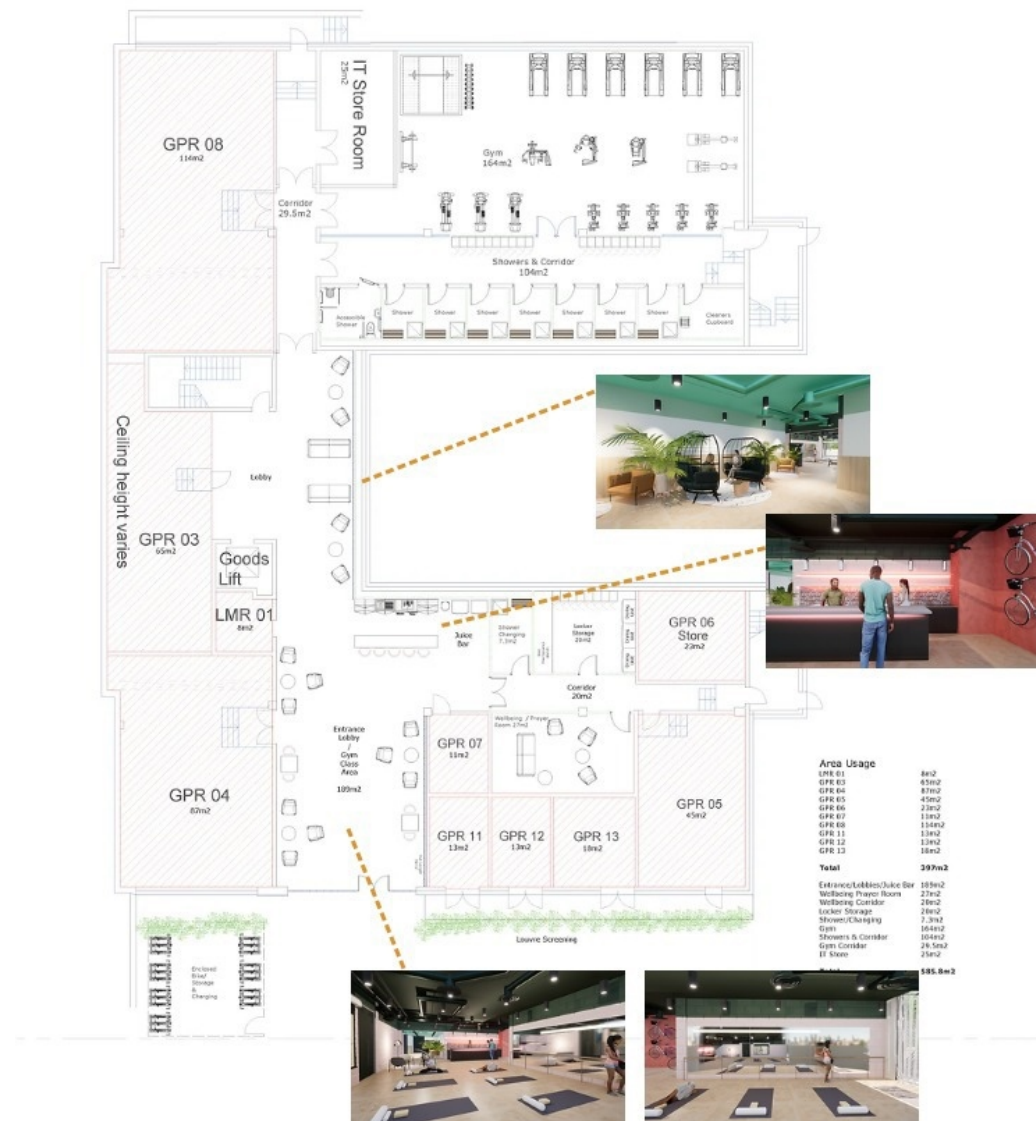 IT Store Room
25m2
GPR 08
114m2
Gym
164m2
Corridor
29.5m2
Showers & Corridor
104m2
Accessible
Shower
Shower
Shower
Shower
Shower
Shower
Shower
Shower
Cleaners
Cupboard
Ceiling height varies
Lobby
GPR 03
65m2
Goods
Lift
LMR 01
8m2
Juice
Bar
Shower
Changing
7.3m2
Storage
20m2
GPR 06
Store
23m2
Corridor
20m2
Wellbeing / Prayer
Room 27m2
Entrance
Lobby
/
Gym
Class
Area
189m2
GPR 07
11m2
GPR 04
87m2
GPR 05
45m2
GPR 11
13m2
GPR 12
13m2
GPR 13
18m2
Louvre Screening
Enclosed
Bike/
Storage
&
Charging
Area Usage
LMR 01 8m2
GPR 03 65m2
GPR 04 87m2
GPR 05 45m2
GPR 06 23m2
GPR 07 11m2
GPR 08 114m2
GPR 11 13m2
GPR 12 13m2
GPR 13 18m2
Total 397m2
Entrance/Lobbies/Juice Bar 189m2
Wellbeing Prayer Room 27m2
Wellbeing Corridor 20m2
Locker Storage 20m2
Shower/Changing 7.3m2
Gym 164m2
Showers & Corridor 104m2
Gym Corridor 29.5m2
IT Store 25m2
Total 585.8m2